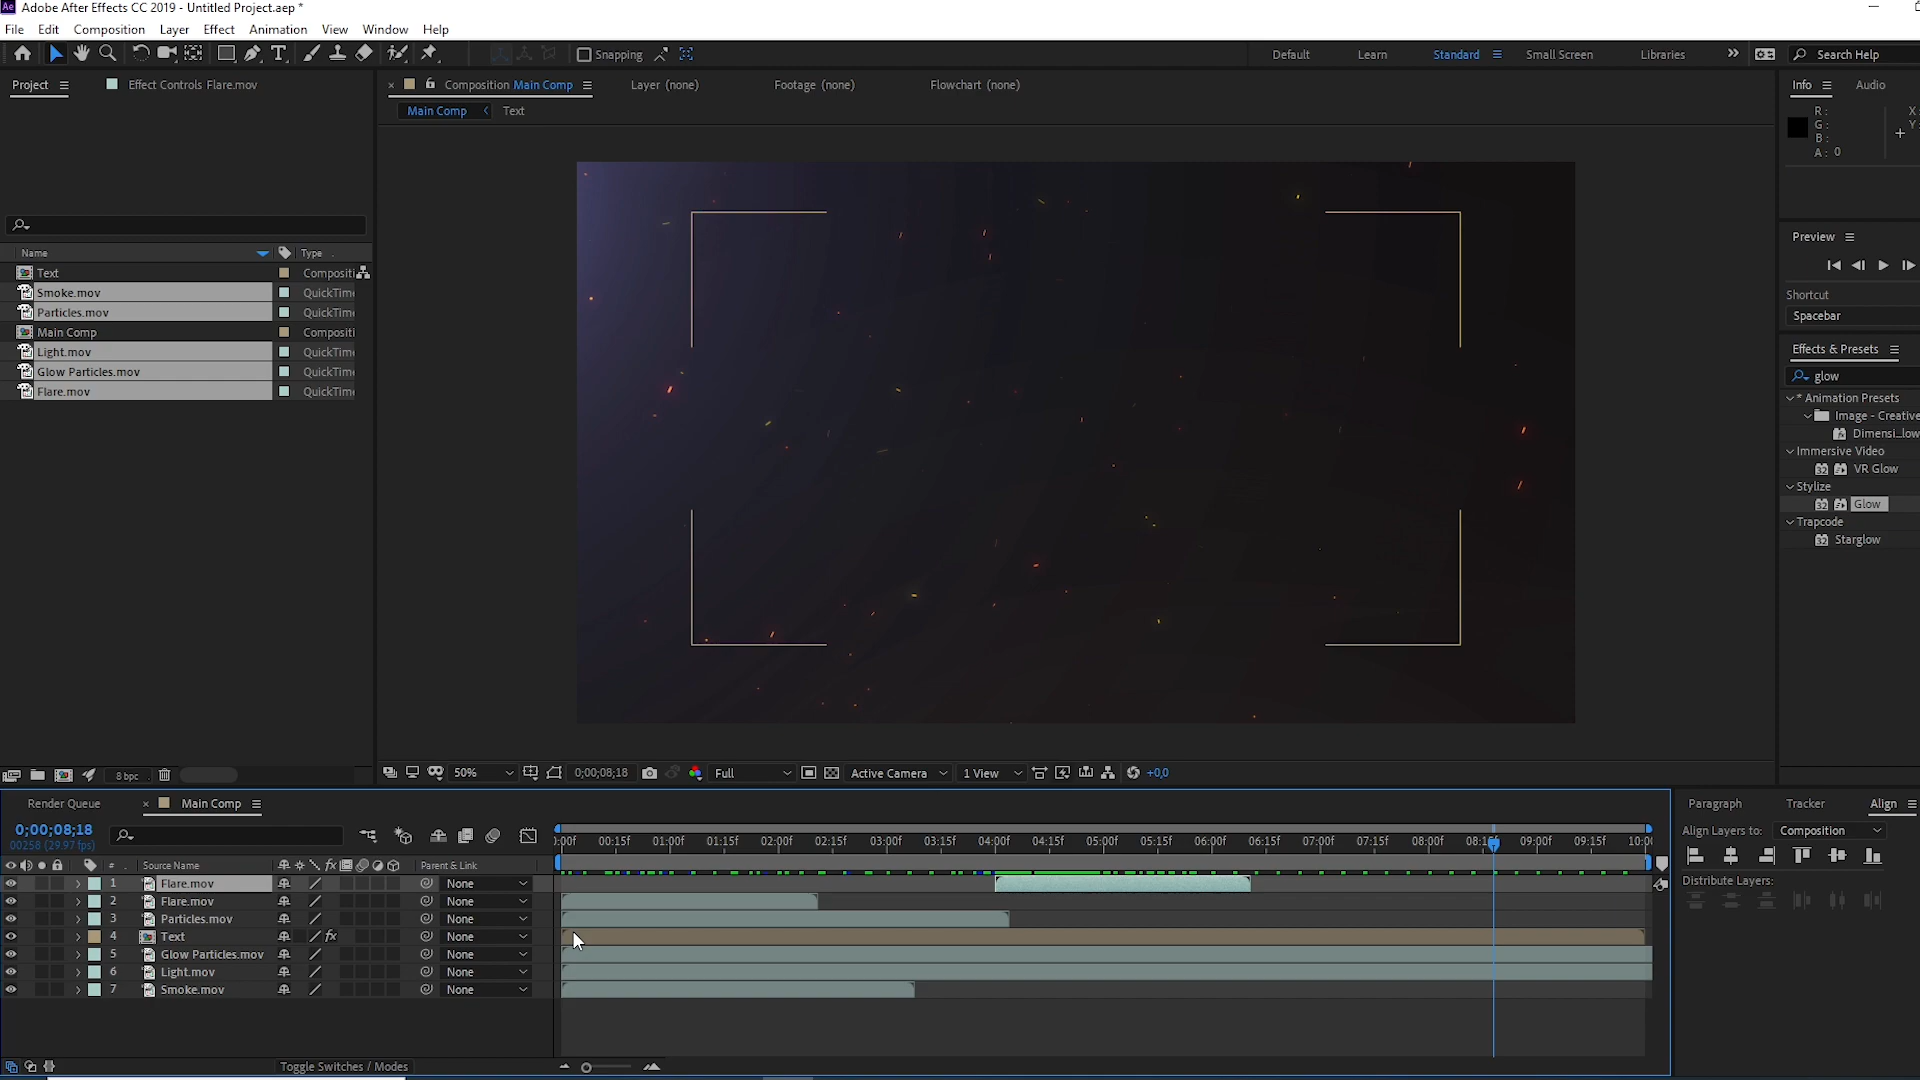 Ae Adobe After Effects CC 2019 - Untitled Project.aep *
File Edit Composition Layer Effect Animation View Window Help
Snapping Default Learn Standard Small Screen Libraries Search Help
Project Effect Controls Flare.mov Composition Main Comp Layer (none) Footage (none) Flowchart (none) Info Audio
Main Comp Text
R: X:
G: Y:
B:
A: 0
Name Type
Text Compositi
Smoke.mov QuickTime
Particles.mov QuickTime
Main Comp Compositi
Light.mov QuickTime
Glow Particles.mov QuickTime
Flare.mov QuickTime
Preview
Shortcut
Spacebar
Effects & Presets
glow
* Animation Presets
Image - Creative
Dimensi...low
Immersive Video
32 VR Glow
Stylize
32 Glow
Trapcode
32 Starglow
8 bpc 50% 0;00;08;18 Full Active Camera 1 View +0,0
Render Queue Main Comp Paragraph Tracker Align
0;00;08;18
00258 (29.97 fps)
:00f 00:15f 01:00f 01:15f 02:00f 02:15f 03:00f 03:15f 04:00f 04:15f 05:00f 05:15f 06:00f 06:15f 07:00f 07:15f 08:00f 09:00f 09:15f 10:0
Align Layers to: Composition
# Source Name fx Parent & Link
Distribute Layers:
1 Flare.mov None
2 Flare.mov None
3 Particles.mov None
4 Text fx None
5 Glow Particles.mov None
6 Light.mov None
7 Smoke.mov None
Toggle Switches / Modes